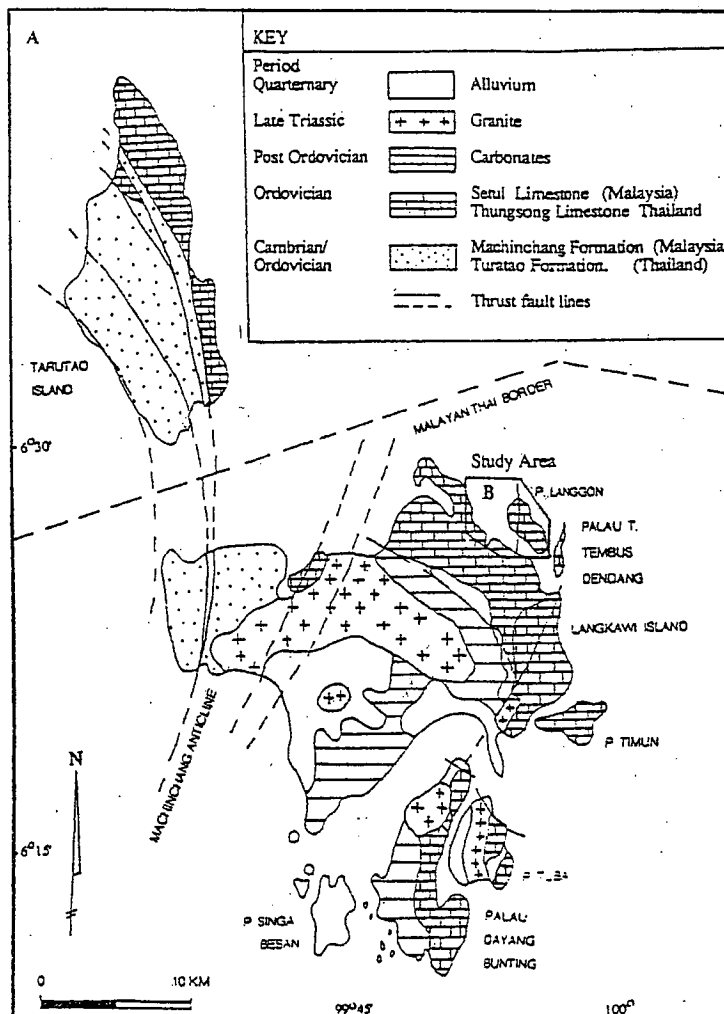 A
KEY
Period
Quarternary Alluvium
Late Triassic Granite
Post Ordovician Carbonates
Ordovician Setul Limestone (Malaysia)
Thungsong Limestone Thailand
Cambrian/ Machinchang Formation (Malaysia
Ordovician Turatao Formation. (Thailand)
Thrust fault lines
TARUTAO
ISLAND
MALAYAN THAI BORDER
6°30'
Study Area
B
P. LANGGON
PALAU T.
TEMBUS
DENDANG
LANGKAWI ISLAND
MACHINCHANG ANTICLINE
P. TIMUN
N
6°15'
P. TUBA
P. SINGA
BESAN
PALAU
DAYANG
BUNTING
0 10 KM
99°45'
100°